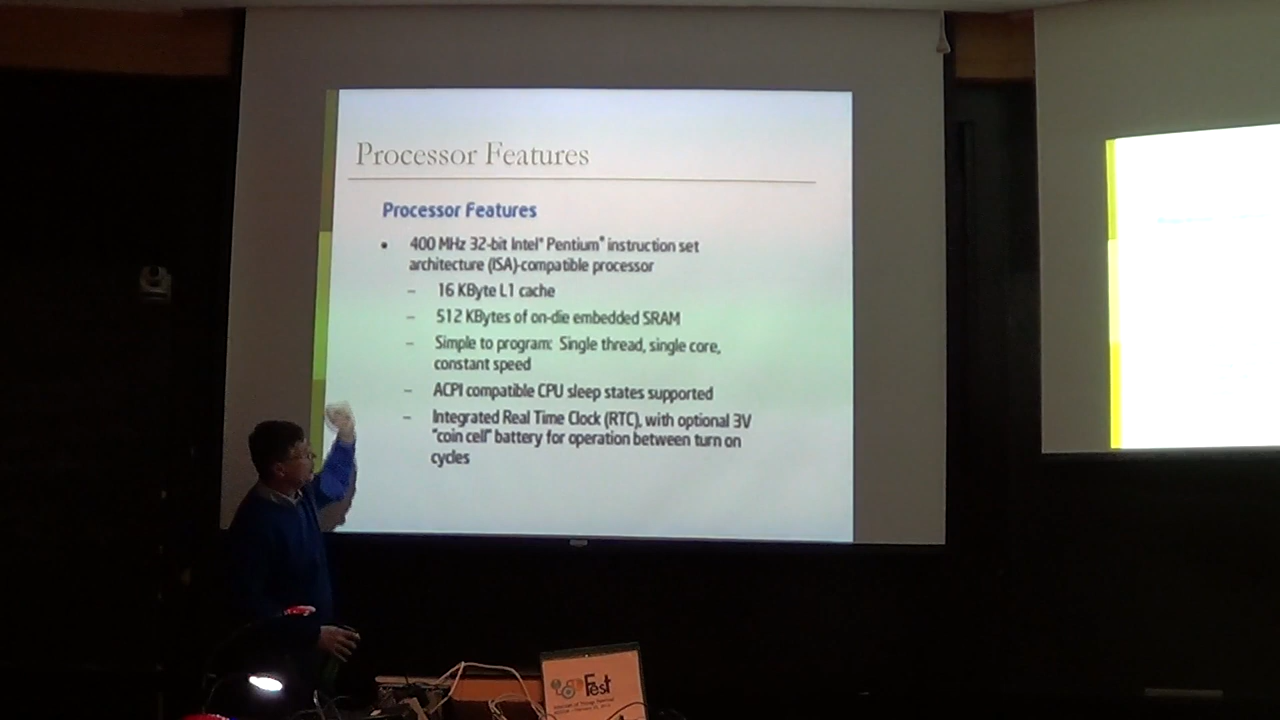 Processor Features
Processor Features
• 400 MHz 32-bit Intel® Pentium® instruction set
architecture (ISA)-compatible processor
– 16 KByte L1 cache
– 512 KBytes of on-die embedded SRAM
– Simple to program: Single thread, single core,
constant speed
– ACPI compatible CPU sleep states supported
– Integrated Real Time Clock (RTC), with optional 3V
"coin cell" battery for operation between turn on
cycles
Fest